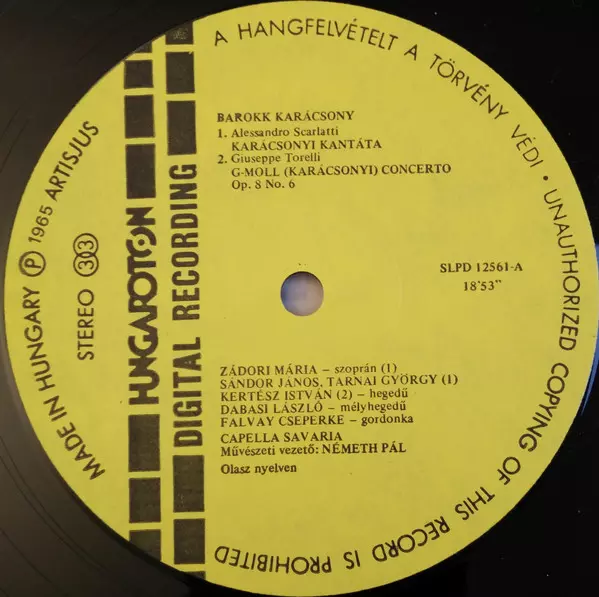 A HANGFELVÉTELT A TÖRVÉNY VÉDI • UNAUTHORIZED COPYING OF THIS RECORD IS PROHIBITED
MADE IN HUNGARY Ⓟ 1965 ARTISJUS
STEREO 33
HUNGAROTON
DIGITAL RECORDING
BAROKK KARÁCSONY
1. Alessandro Scarlatti
KARÁCSONYI KANTÁTA
2. Giuseppe Torelli
G-MOLL (KARÁCSONYI) CONCERTO
Op. 8 No. 6
SLPD 12561-A
18'53"
ZÁDORI MÁRIA – szoprán (1)
SÁNDOR JÁNOS, TARNAI GYÖRGY (1)
KERTÉSZ ISTVÁN (2) – hegedű
DABASI LÁSZLÓ – mélyhegedű
FALVAY CSEPERKE – gordonka
CAPELLA SAVARIA
Művészeti vezető: NÉMETH PÁL
Olasz nyelven